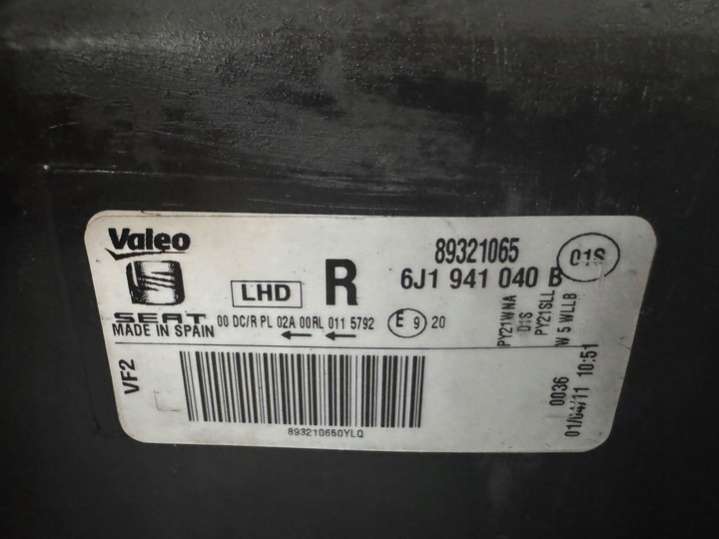 Valeo
SEAT
MADE IN SPAIN
VF2
LHD
R
89321065
6J1 941 040 B
01S
00 DC/R PL 02A 00RL 011 5792
E 9 20
PY21WNA
D1S
PY21SLL
W 5 WLLB
893210650YLQ
0036
01/04/11 10:51